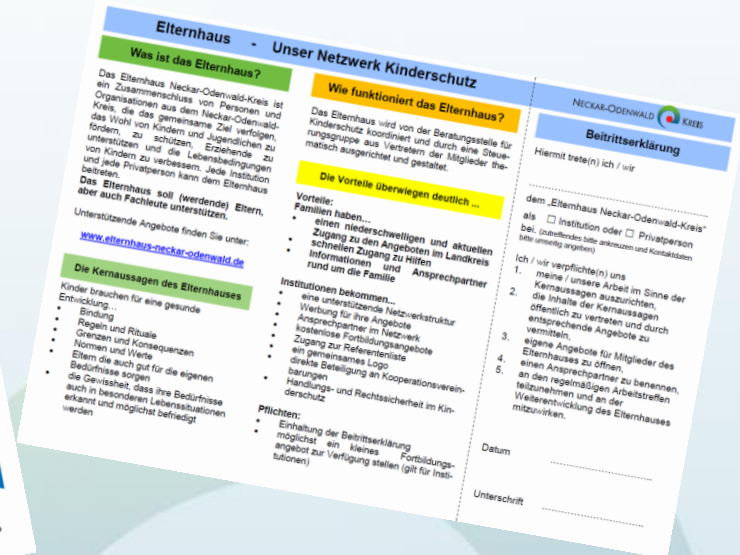 Elternhaus - Unser Netzwerk Kinderschutz
Was ist das Elternhaus?
Das Elternhaus Neckar-Odenwald-Kreis ist
ein Zusammenschluss von Personen und
Organisationen aus dem Neckar-Odenwald-
Kreis, die das gemeinsame Ziel verfolgen,
das Wohl von Kindern und Jugendlichen zu
fördern, zu schützen, Erziehende zu
unterstützen und die Lebensbedingungen
von Kindern zu verbessern. Jede Institution
und jede Privatperson kann dem Elternhaus
beitreten.
Das Elternhaus soll (werdende) Eltern,
aber auch Fachleute unterstützen.
Unterstützende Angebote finden Sie unter:
www.elternhaus-neckar-odenwald.de
Die Kernaussagen des Elternhauses
Kinder brauchen für eine gesunde
Entwicklung...
• Bindung
• Regeln und Rituale
• Grenzen und Konsequenzen
• Normen und Werte
• Eltern die auch gut für die eigenen
Bedürfnisse sorgen
• die Gewissheit, dass ihre Bedürfnisse
auch in besonderen Lebenssituationen
erkannt und möglichst befriedigt
werden
Wie funktioniert das Elternhaus?
Das Elternhaus wird von der Beratungsstelle für
Kinderschutz koordiniert und durch eine Steue-
rungsgruppe aus Vertretern der Mitglieder the-
matisch ausgerichtet und gestaltet.
Die Vorteile überwiegen deutlich ...
Vorteile:
Familien haben...
• einen niederschwelligen und aktuellen
Zugang zu den Angeboten im Landkreis
• schnellen Zugang zu Hilfen
• Informationen und Ansprechpartner
rund um die Familie
Institutionen bekommen...
• eine unterstützende Netzwerkstruktur
• Werbung für ihre Angebote
• Ansprechpartner im Netzwerk
• kostenlose Fortbildungsangebote
• Zugang zur Referentenliste
• ein gemeinsames Logo
• direkte Beteiligung an Kooperationsverein-
barungen
• Handlungs- und Rechtssicherheit im Kin-
derschutz
Pflichten:
• Einhaltung der Beitrittserklärung
• möglichst ein kleines Fortbildungs-
angebot zur Verfügung stellen (gilt für Insti-
tutionen)
NECKAR-ODENWALD KREIS
Beitrittserklärung
Hiermit trete(n) ich / wir
dem „Elternhaus Neckar-Odenwald-Kreis“
als ☐ Institution oder ☐ Privatperson
bei. (zutreffendes bitte ankreuzen und Kontaktdaten
bitte umseitig angeben)
Ich / wir verpflichte(n) uns
1. meine / unsere Arbeit im Sinne der
Kernaussagen auszurichten,
2. die Inhalte der Kernaussagen
öffentlich zu vertreten und durch
entsprechende Angebote zu
vermitteln,
3. eigene Angebote für Mitglieder des
Elternhauses zu öffnen,
4. einen Ansprechpartner zu benennen,
5. an den regelmäßigen Arbeitstreffen
teilzunehmen und an der
Weiterentwicklung des Elternhauses
mitzuwirken.
Datum
Unterschrift